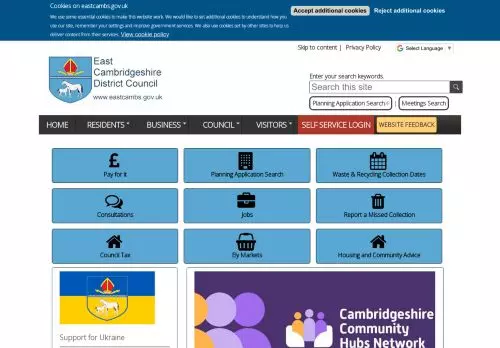 Cookies on eastcambs.gov.uk
We use some essential cookies to make this website work. We would like to set additional cookies to understand how you
use our site, remember your settings and improve government services. We also use cookies set by other sites to help us
deliver content from their services. View cookie policy
Accept additional cookies
Reject additional cookies
Skip to content | Privacy Policy
Select Language ▼
East
Cambridgeshire
District Council
www.eastcambs.gov.uk
Enter your search keywords.
Search this site
Planning Application Search | Meetings Search
HOME RESIDENTS BUSINESS COUNCIL VISITORS SELF SERVICE LOGIN WEBSITE FEEDBACK
Pay for it
Planning Application Search
Waste & Recycling Collection Dates
Consultations
Jobs
Report a Missed Collection
Council Tax
Ely Markets
Housing and Community Advice
Support for Ukraine
Cambridgeshire
Community
Hubs Network